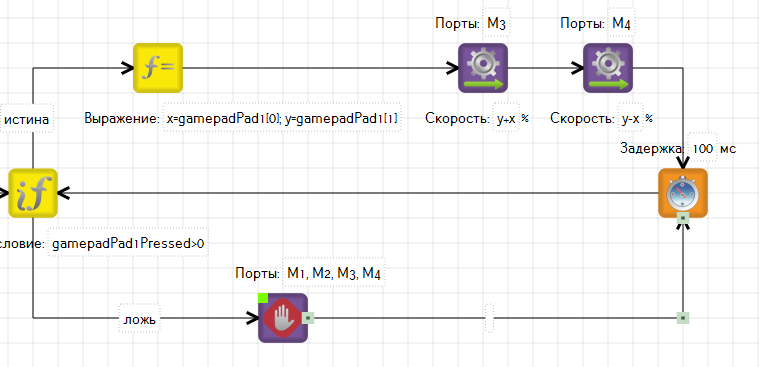 Порты: M3
Порты: M4
истина
Выражение: x=gamepadPad1[0]; y=gamepadPad1[1]
Скорость: y+x %
Скорость: y-x %
Задержка: 100 мс
словие: gamepadPad1Pressed>0
Порты: M1, M2, M3, M4
ложь